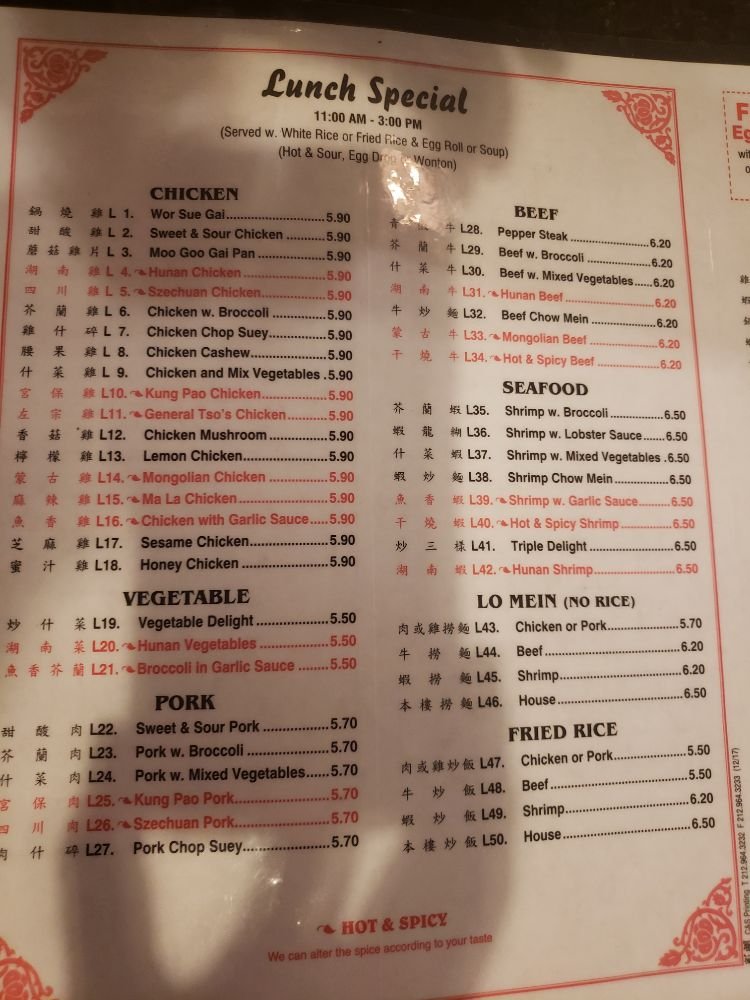 Lunch Special
11:00 AM - 3:00 PM
(Served w. White Rice or Fried Rice & Egg Roll or Soup)
(Hot & Sour, Egg Drop or Wonton)
CHICKEN
鍋燒雞 L 1. Wor Sue Gai 5.90
甜酸雞 L 2. Sweet & Sour Chicken 5.90
蘑菇雞片 L 3. Moo Goo Gai Pan 5.90
湖南雞 L 4. Hunan Chicken 5.90
四川雞 L 5. Szechuan Chicken 5.90
芥蘭雞 L 6. Chicken w. Broccoli 5.90
雞什碎 L 7. Chicken Chop Suey 5.90
腰果雞 L 8. Chicken Cashew 5.90
什菜雞 L 9. Chicken and Mix Vegetables 5.90
宮保雞 L10. Kung Pao Chicken 5.90
左宗雞 L11. General Tso's Chicken 5.90
香菇雞 L12. Chicken Mushroom 5.90
檸檬雞 L13. Lemon Chicken 5.90
蒙古雞 L14. Mongolian Chicken 5.90
麻辣雞 L15. Ma La Chicken 5.90
魚香雞 L16. Chicken with Garlic Sauce 5.90
芝麻雞 L17. Sesame Chicken 5.90
蜜汁雞 L18. Honey Chicken 5.90
VEGETABLE
炒什菜 L19. Vegetable Delight 5.50
湖南菜 L20. Hunan Vegetables 5.50
魚香芥蘭 L21. Broccoli in Garlic Sauce 5.50
PORK
甜酸肉 L22. Sweet & Sour Pork 5.70
芥蘭肉 L23. Pork w. Broccoli 5.70
什菜肉 L24. Pork w. Mixed Vegetables 5.70
宮保肉 L25. Kung Pao Pork 5.70
四川肉 L26. Szechuan Pork 5.70
肉什碎 L27. Pork Chop Suey 5.70
BEEF
青椒牛 L28. Pepper Steak 6.20
芥蘭牛 L29. Beef w. Broccoli 6.20
什菜牛 L30. Beef w. Mixed Vegetables 6.20
湖南牛 L31. Hunan Beef 6.20
牛炒麵 L32. Beef Chow Mein 6.20
蒙古牛 L33. Mongolian Beef 6.20
干燒牛 L34. Hot & Spicy Beef 6.20
SEAFOOD
芥蘭蝦 L35. Shrimp w. Broccoli 6.50
蝦龍糊 L36. Shrimp w. Lobster Sauce 6.50
什菜蝦 L37. Shrimp w. Mixed Vegetables 6.50
蝦炒麵 L38. Shrimp Chow Mein 6.50
魚香蝦 L39. Shrimp w. Garlic Sauce 6.50
干燒蝦 L40. Hot & Spicy Shrimp 6.50
炒三樣 L41. Triple Delight 6.50
湖南蝦 L42. Hunan Shrimp 6.50
LO MEIN (NO RICE)
肉或雞撈麵 L43. Chicken or Pork 5.70
牛撈麵 L44. Beef 6.20
蝦撈麵 L45. Shrimp 6.20
本樓撈麵 L46. House 6.50
FRIED RICE
肉或雞炒飯 L47. Chicken or Pork 5.50
牛炒飯 L48. Beef 5.50
蝦炒飯 L49. Shrimp 6.20
本樓炒飯 L50. House 6.50
HOT & SPICY
We can alter the spice according to your taste
C&S Printing T 212.964.3232 F 212.964.3233 (12/17)